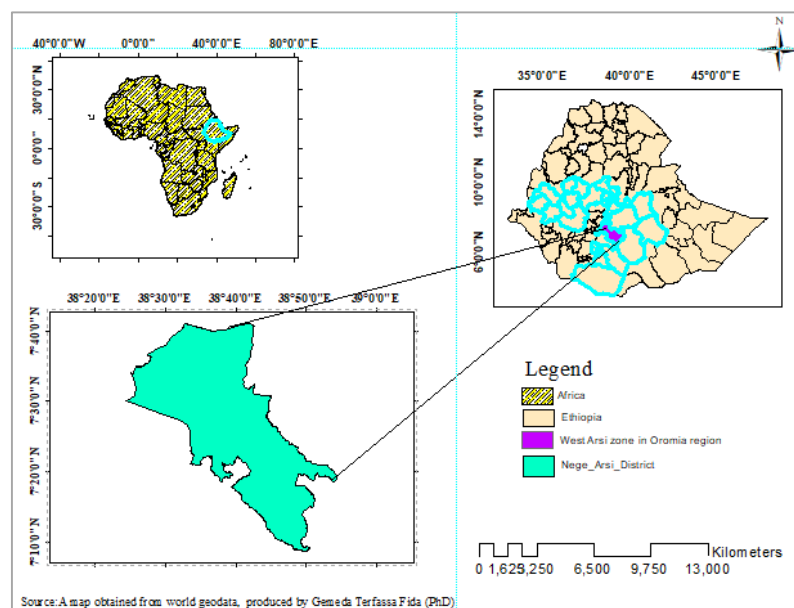 N
40°0'0"W 0°0'0" 40°0'0"E 80°0'0"E
30°0'0"N
0°0'0"
30°0'0"S
35°0'0"E 40°0'0"E 45°0'0"E
14°0'0"N
10°0'0"N
6°0'0"N
38°20'0"E 38°30'0"E 38°40'0"E 38°50'0"E 39°0'0"E
7°40'0"N
7°30'0"N
7°20'0"N
7°10'0"N
Legend
Africa
Ethiopia
West Arsi zone in Oromia region
Nege_Arsi_District
Kilometers
0 1,625 3,250 6,500 9,750 13,000
Source: A map obtained from world geodata, produced by Gemeda Terfassa Fida (PhD)